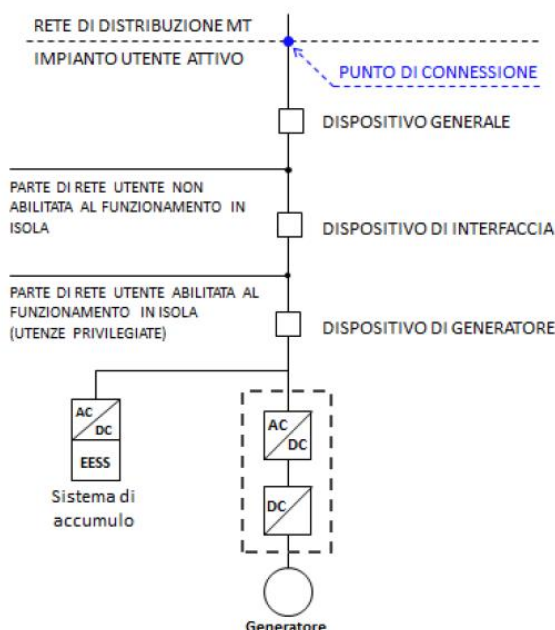 RETE DI DISTRIBUZIONE MT
IMPIANTO UTENTE ATTIVO
PUNTO DI CONNESSIONE
DISPOSITIVO GENERALE
PARTE DI RETE UTENTE NON
ABILITATA AL FUNZIONAMENTO IN
ISOLA
DISPOSITIVO DI INTERFACCIA
PARTE DI RETE UTENTE ABILITATA AL
FUNZIONAMENTO IN ISOLA
(UTENZE PRIVILEGIATE)
DISPOSITIVO DI GENERATORE
AC
DC
EESS
Sistema di
accumulo
AC
DC
DC
Generatore